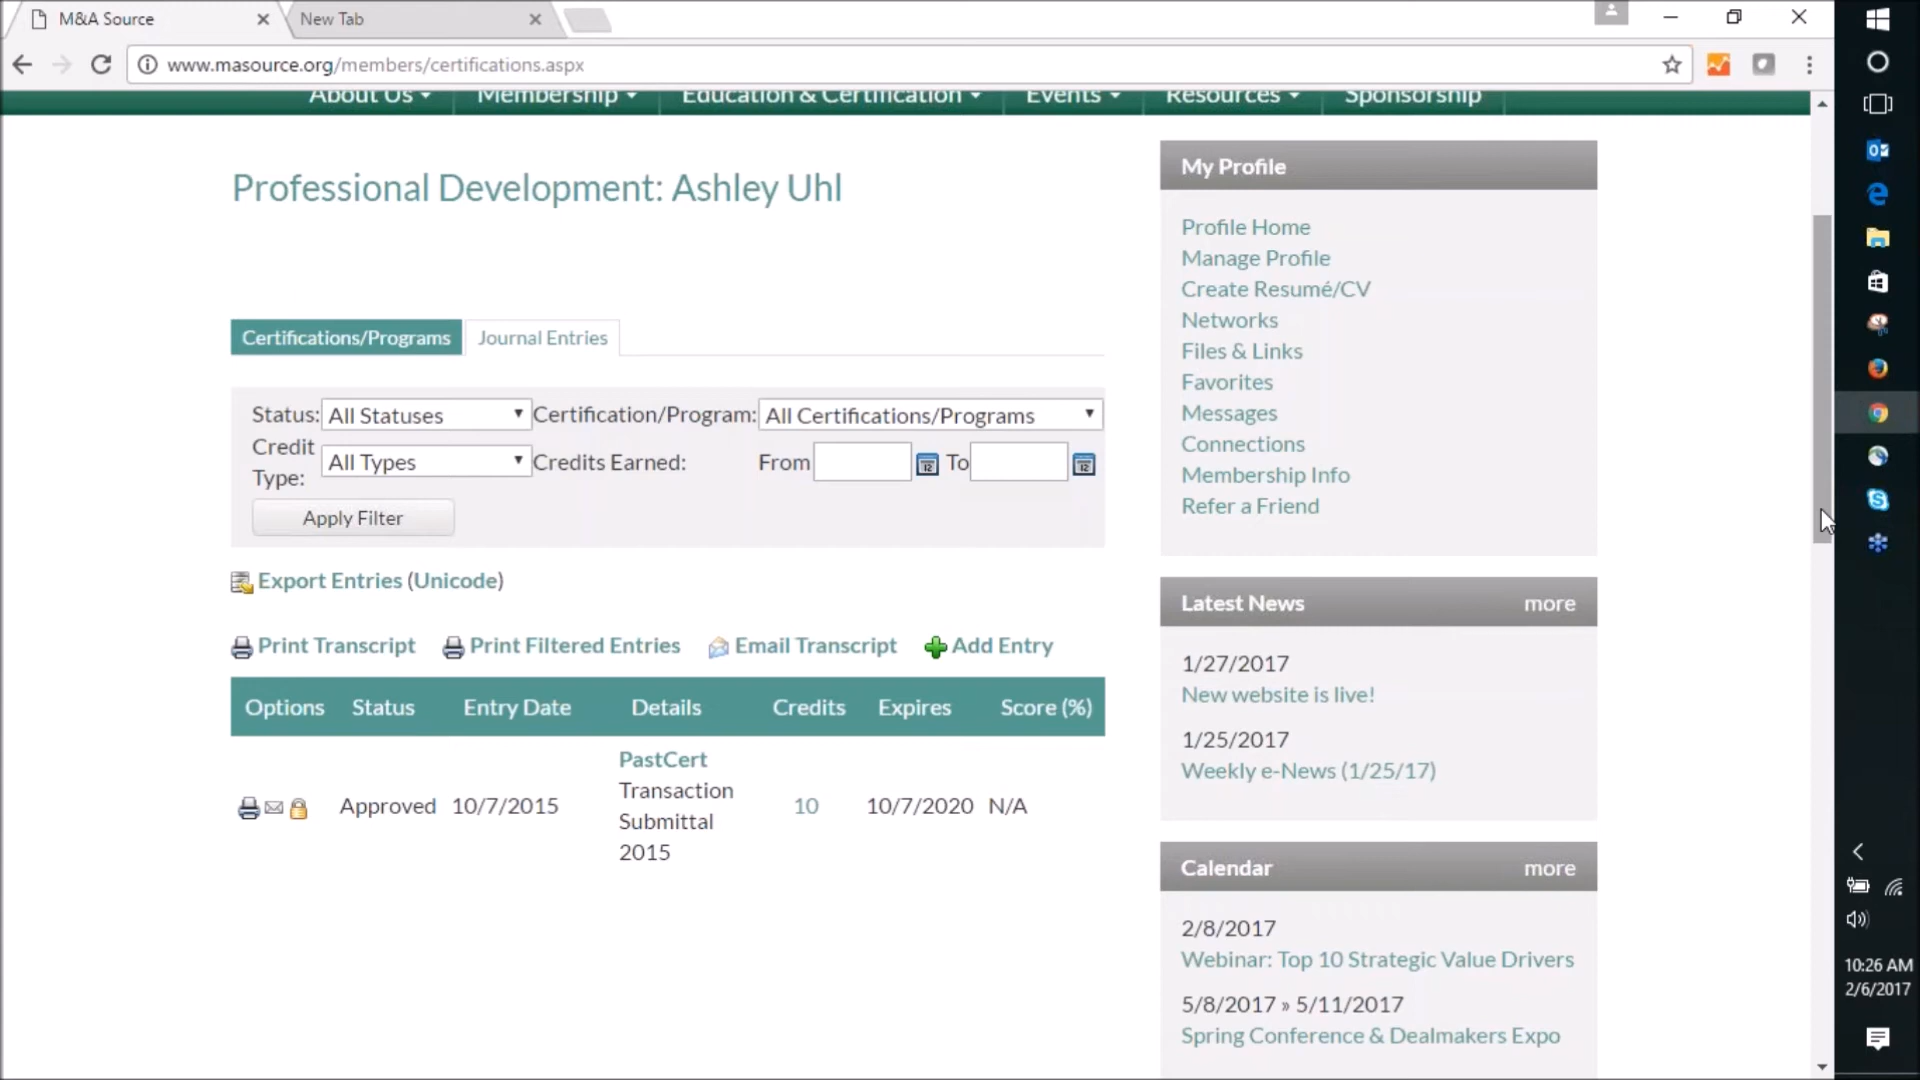 M&A Source
New Tab
www.masource.org/members/certifications.aspx
About Us Membership Education & Certification Events Resources Sponsorship
Professional Development: Ashley Uhl
Certifications/Programs Journal Entries
Status: All Statuses Certification/Program: All Certifications/Programs
Credit Type: All Types Credits Earned: From 12 To 12
Apply Filter
Export Entries (Unicode)
Print Transcript Print Filtered Entries Email Transcript Add Entry
Options Status Entry Date Details Credits Expires Score (%)
PastCert
Transaction
Submittal
2015
Approved 10/7/2015 10 10/7/2020 N/A
My Profile
Profile Home
Manage Profile
Create Resumé/CV
Networks
Files & Links
Favorites
Messages
Connections
Membership Info
Refer a Friend
Latest News more
1/27/2017
New website is live!
1/25/2017
Weekly e-News (1/25/17)
Calendar more
2/8/2017
Webinar: Top 10 Strategic Value Drivers
5/8/2017 » 5/11/2017
Spring Conference & Dealmakers Expo
10:26 AM
2/6/2017